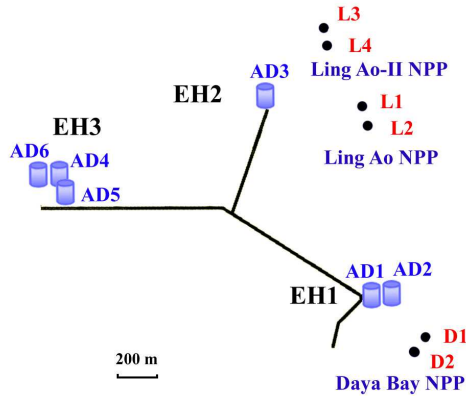 L3
L4
Ling Ao-II NPP
AD3
EH2
L1
L2
Ling Ao NPP
EH3
AD6
AD4
AD5
AD1
AD2
EH1
D1
D2
Daya Bay NPP
200 m